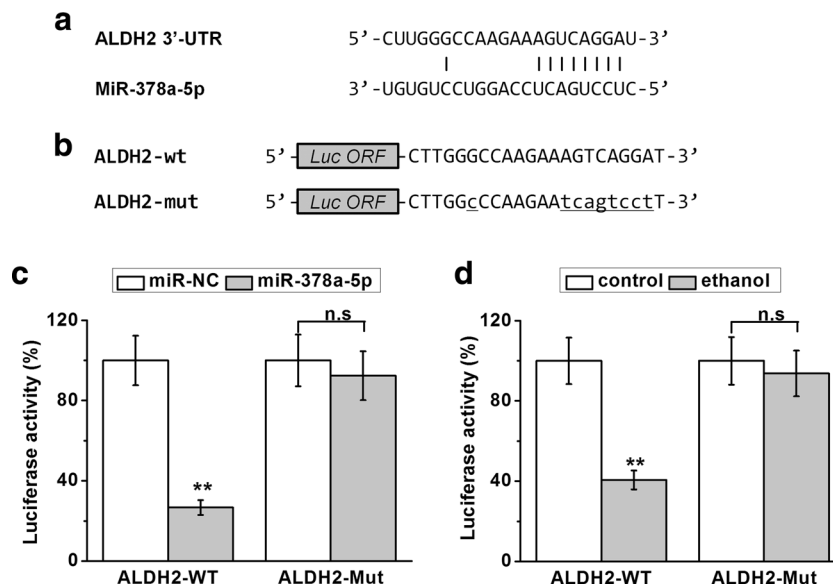 a
ALDH2 3'-UTR 5'-CUUGGGCCAAGAAAGUCAGGAU-3'
MiR-378a-5p 3'-UGUGUCCUGGACCUCAGUCCUC-5'
b
ALDH2-wt 5'-Luc ORF-CTTGGGCCAAGAAAGTCAGGAT-3'
ALDH2-mut 5'-Luc ORF-CTTGGcCCAAGAAtcagtcctT-3'
c
miR-NC miR-378a-5p
Luciferase activity (%)
120
80
40
0
**
n.s
ALDH2-WT ALDH2-Mut
d
control ethanol
Luciferase activity (%)
120
80
40
0
**
n.s
ALDH2-WT ALDH2-Mut